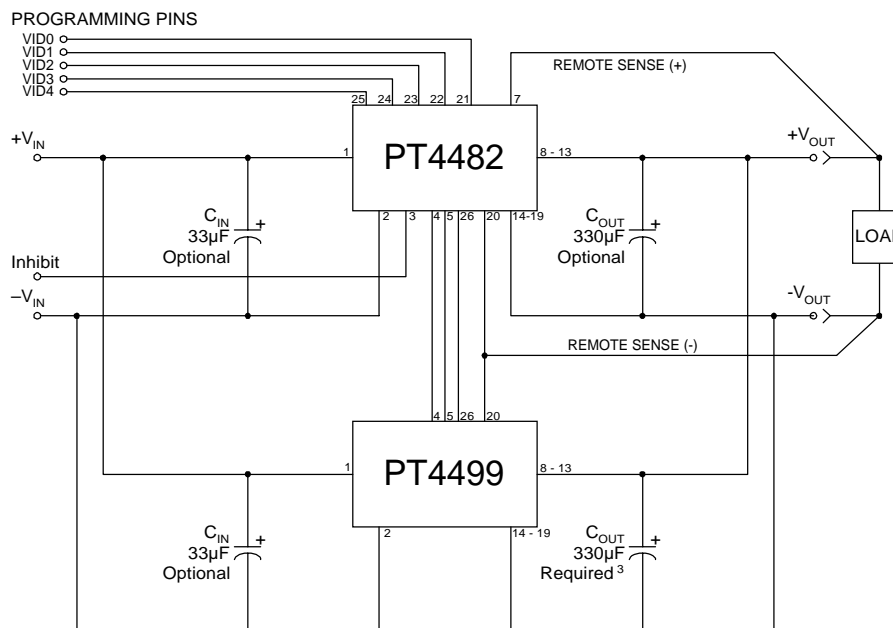 PROGRAMMING PINS
VID0
VID1
VID2
VID3
VID4
25 24 23 22 21 7
REMOTE SENSE (+)
+VIN
1
PT4482
8 - 13
+VOUT
2 3 4 5 26 20 14-19
CIN
+
33µF
Optional
COUT
+
330µF
Optional
LOA
Inhibit
–VIN
-VOUT
REMOTE SENSE (-)
4 5 26 20
1
PT4499
8 - 13
2
14 - 19
CIN
+
33µF
Optional
COUT
+
330µF
Required 3